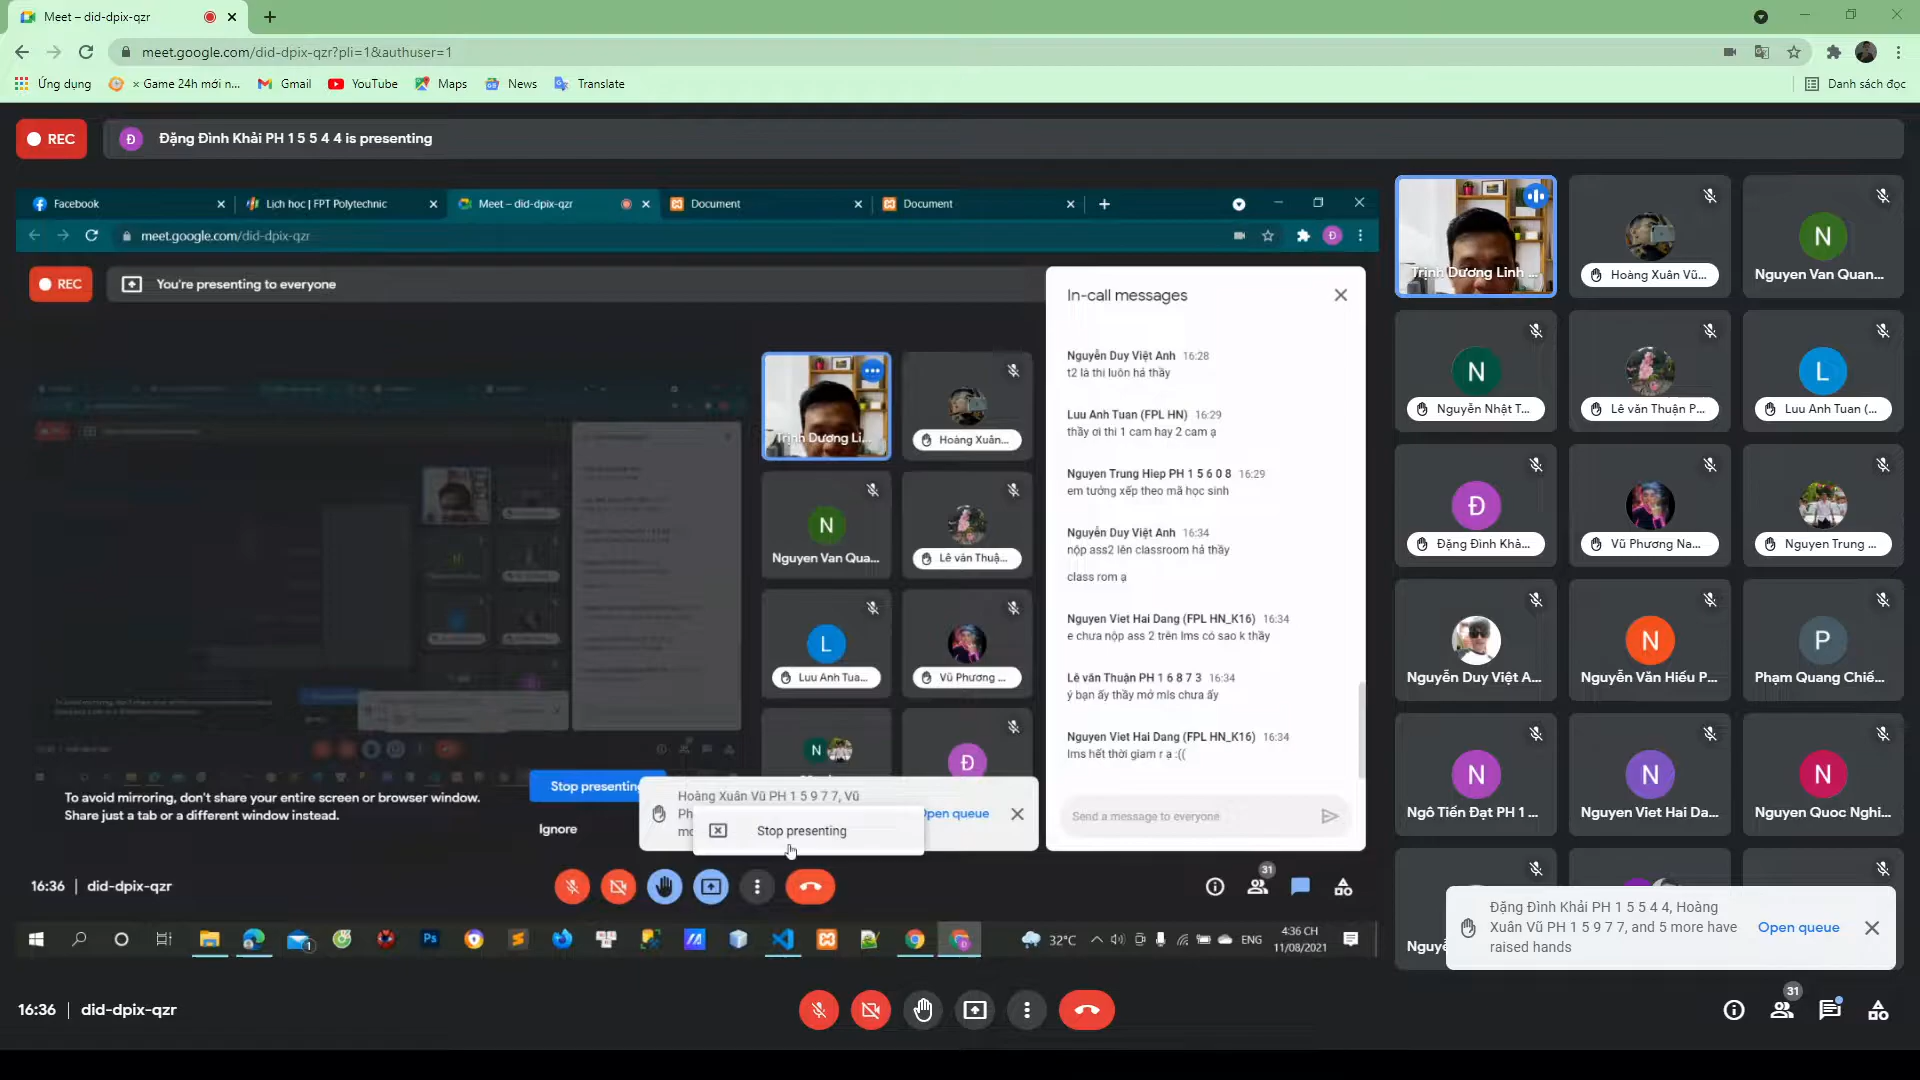 Meet – did-dpix-qzr
meet.google.com/did-dpix-qzr?pli=1&authuser=1
Ứng dụng
× Game 24h mới n...
Gmail
YouTube
Maps
News
Translate
Danh sách đọc
REC
Đ
Đặng Đình Khải PH 1 5 5 4 4 is presenting
Facebook
Lịch học | FPT Polytechnic
Meet – did-dpix-qzr
Document
Document
meet.google.com/did-dpix-qzr
Đ
REC
You're presenting to everyone
Trịnh Dương Li...
Hoàng Xuân...
N
Nguyen Van Qua...
Lê văn Thuậ...
L
Luu Anh Tua...
Vũ Phương ...
N
Đ
To avoid mirroring, don't share your entire screen or browser window.
Share just a tab or a different window instead.
Stop presenting
Ignore
Hoàng Xuân Vũ PH 1 5 9 7 7, Vũ
Ph
mo
Open queue
Stop presenting
In-call messages
Nguyễn Duy Việt Anh 16:28
t2 là thi luôn hả thầy
Luu Anh Tuan (FPL HN) 16:29
thầy ơi thi 1 cam hay 2 cam ạ
Nguyen Trung Hiep PH 1 5 6 0 8 16:29
em tưởng xếp theo mã học sinh
Nguyễn Duy Việt Anh 16:34
nộp ass2 lên classroom hả thầy
class rom ạ
Nguyen Viet Hai Dang (FPL HN_K16) 16:34
e chưa nộp ass 2 trên lms có sao k thầy
Lê văn Thuận PH 1 6 8 7 3 16:34
ý bạn ấy thầy mở mls chưa ấy
Nguyen Viet Hai Dang (FPL HN_K16) 16:34
lms hết thời giam r ạ :((
Send a message to everyone
16:36 | did-dpix-qzr
31
1
Ps
32°C
ENG
4:36 CH
11/08/2021
Trịnh Dương Linh ...
Hoàng Xuân Vũ...
N
Nguyen Van Quan...
N
Nguyễn Nhật T...
Lê văn Thuận P...
L
Luu Anh Tuan (...
Đ
Đặng Đình Khả...
Vũ Phương Na...
Nguyen Trung ...
Nguyễn Duy Việt A...
N
Nguyễn Văn Hiếu P...
P
Phạm Quang Chiế...
N
Ngô Tiến Đạt PH 1 ...
N
Nguyen Viet Hai Da...
N
Nguyen Quoc Nghi...
Nguyễ
Đặng Đình Khải PH 1 5 5 4 4, Hoàng
Xuân Vũ PH 1 5 9 7 7, and 5 more have
raised hands
Open queue
16:36 | did-dpix-qzr
31